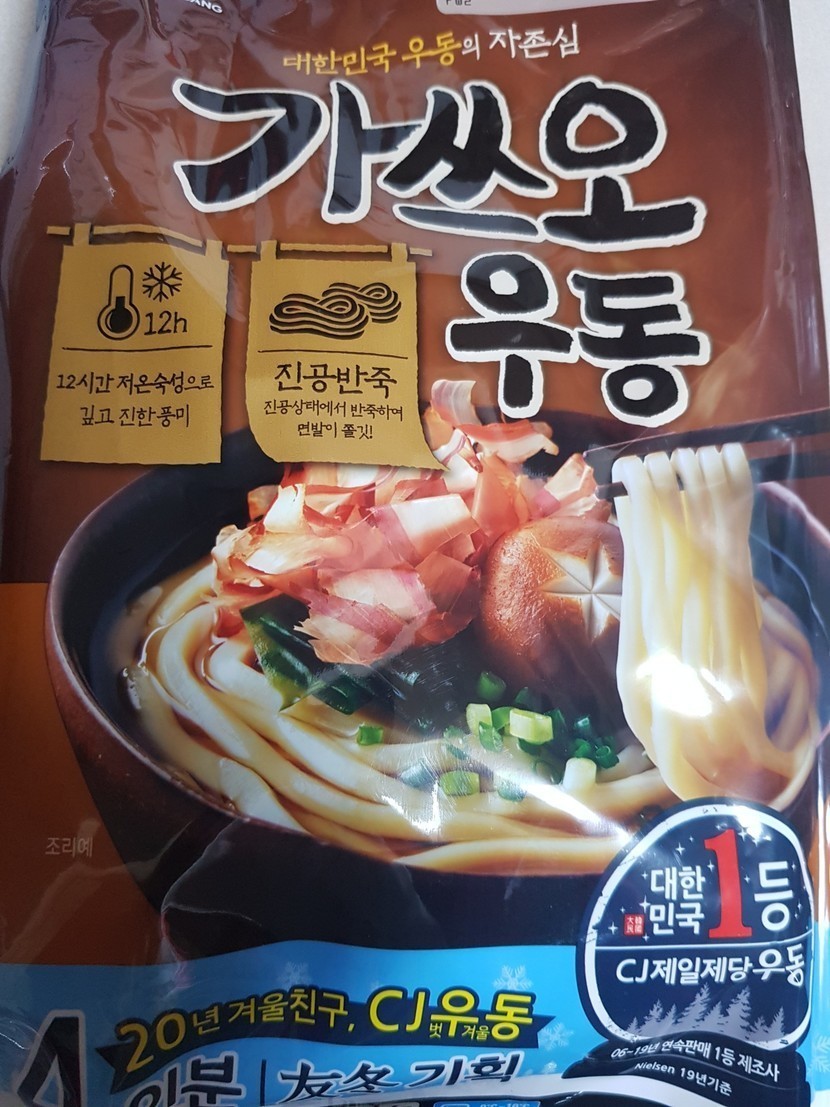 대한민국 우동의 자존심
가쓰오
우동
12h
12시간 저온숙성으로
깊고 진한 풍미
진공반죽
진공상태에서 반죽하여
면발이 쫄깃!
조리예
대한
민국
1등
CJ제일제당 우동
06~19년 연속판매 1등 제조사
Nielsen 19년기준
20년 겨울친구, CJ우동
벗 겨울
4인분 | 友冬 기획